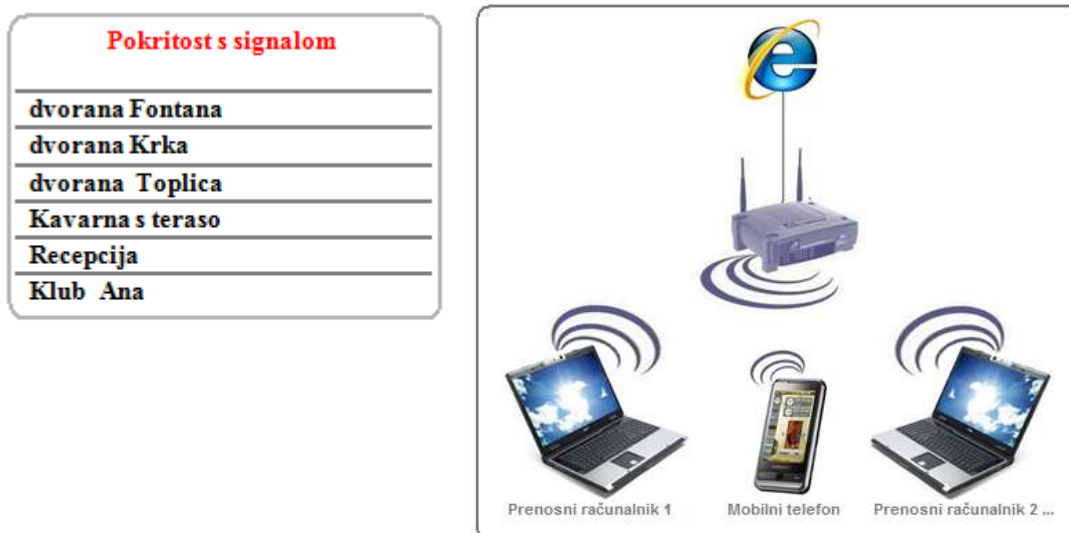 Pokritost s signalom
dvorana Fontana
dvorana Krka
dvorana Toplica
Kavarna s teraso
Recepcija
Klub Ana
Prenosni računalnik 1
Mobilni telefon
Prenosni računalnik 2 ...